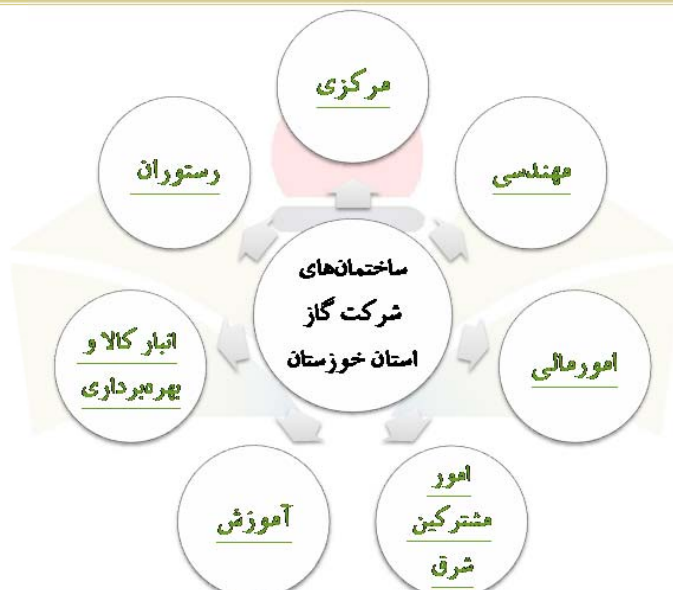 مرکزی
مهندسی
رستوران
ساختمان‌های
شرکت گاز
استان خوزستان
امورمالی
انبار کالا و
بهره‌برداری
امور
مشترکین
شرق
آموزش